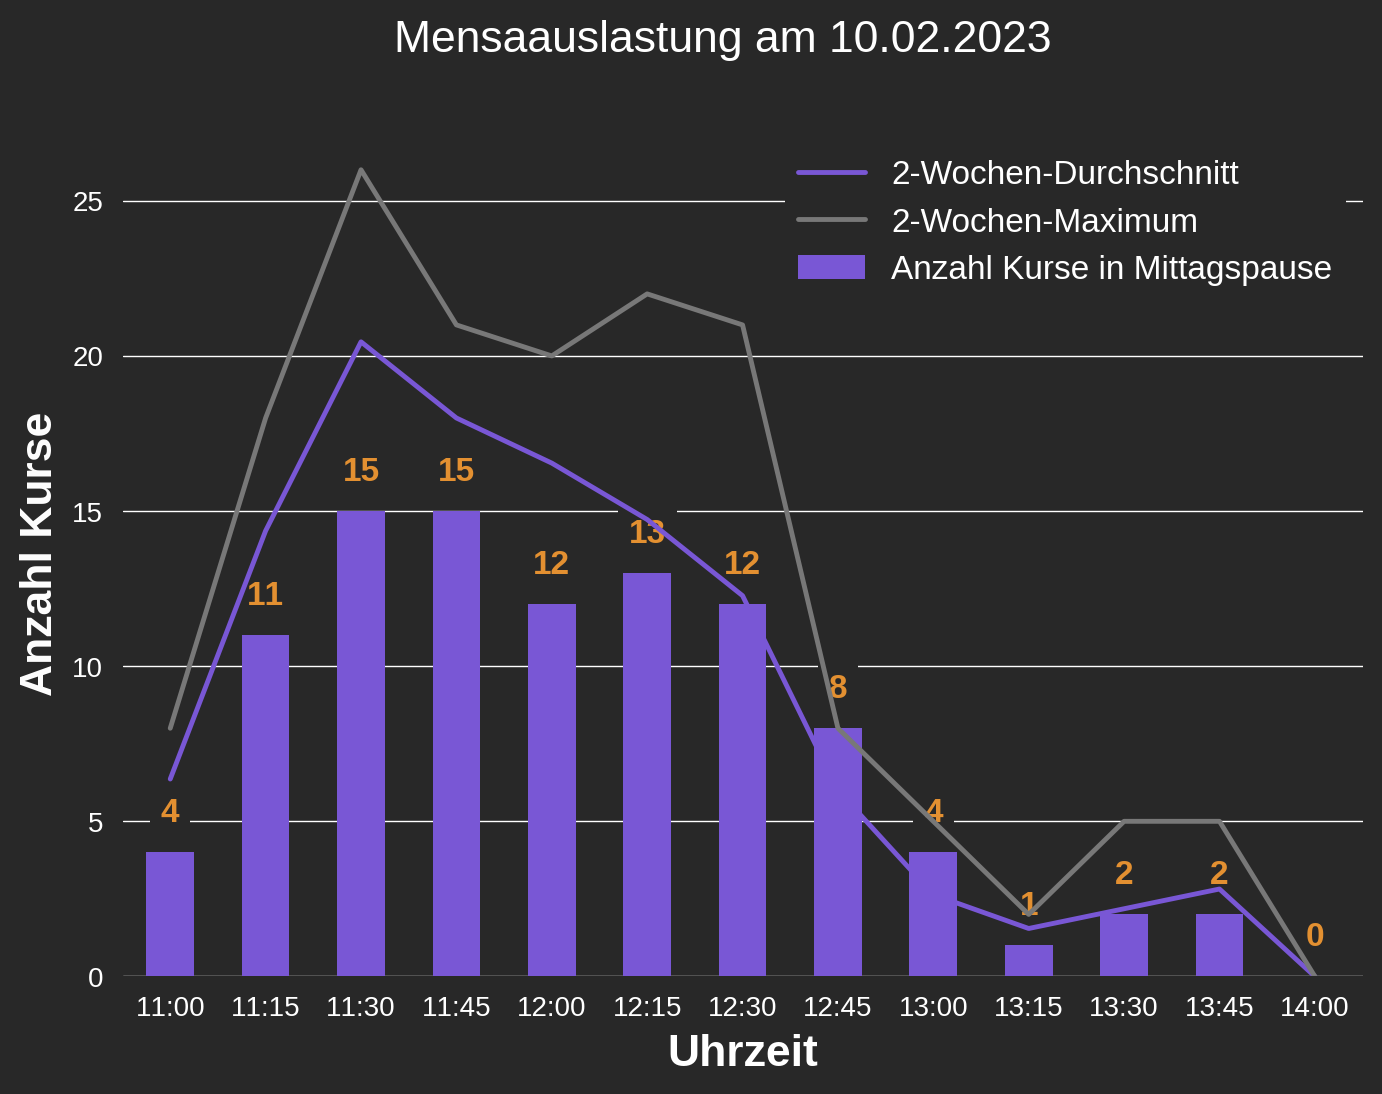 Mensaauslastung am 10.02.2023
2-Wochen-Durchschnitt
2-Wochen-Maximum
Anzahl Kurse in Mittagspause
Anzahl Kurse
25
20
15
10
5
0
4
11
15
15
12
13
12
8
4
1
2
2
0
11:00 11:15 11:30 11:45 12:00 12:15 12:30 12:45 13:00 13:15 13:30 13:45 14:00
Uhrzeit